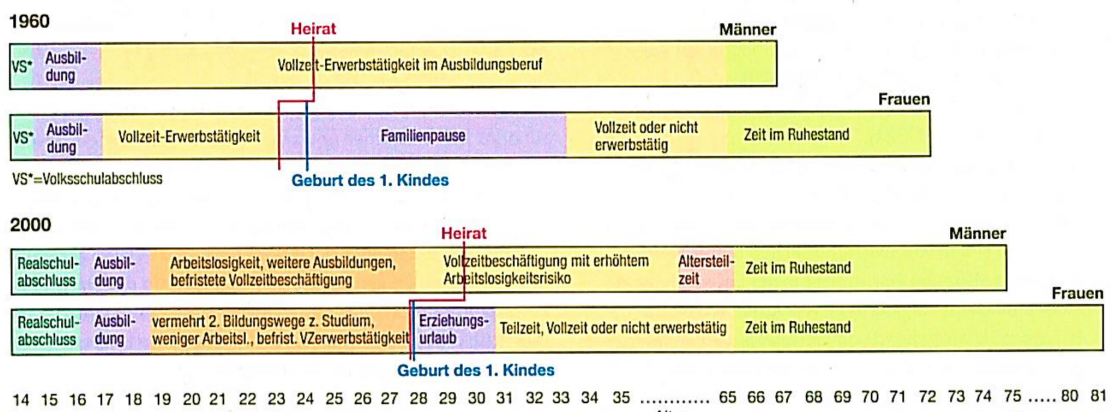 1960
Heirat
Männer
VS*
Ausbil-
dung
Vollzeit-Erwerbstätigkeit im Ausbildungsberuf
Frauen
VS*
Ausbil-
dung
Vollzeit-Erwerbstätigkeit
Familienpause
Vollzeit oder nicht
erwerbstätig
Zeit im Ruhestand
VS*=Volksschulabschluss
Geburt des 1. Kindes
2000
Heirat
Männer
Realschul-
abschluss
Ausbil-
dung
Arbeitslosigkeit, weitere Ausbildungen,
befristete Vollzeitbeschäftigung
Vollzeitbeschäftigung mit erhöhtem
Arbeitslosigkeitsrisiko
Altersteil-
zeit
Zeit im Ruhestand
Frauen
Realschul-
abschluss
Ausbil-
dung
vermehrt 2. Bildungswege z. Studium,
weniger Arbeitsl., befrist. VZerwerbstätigkeit
Erziehungs-
urlaub
Teilzeit, Vollzeit oder nicht erwerbstätig
Zeit im Ruhestand
Geburt des 1. Kindes
14 15 16 17 18 19 20 21 22 23 24 25 26 27 28 29 30 31 32 33 34 35 ............ 65 66 67 68 69 70 71 72 73 74 75 ..... 80 81